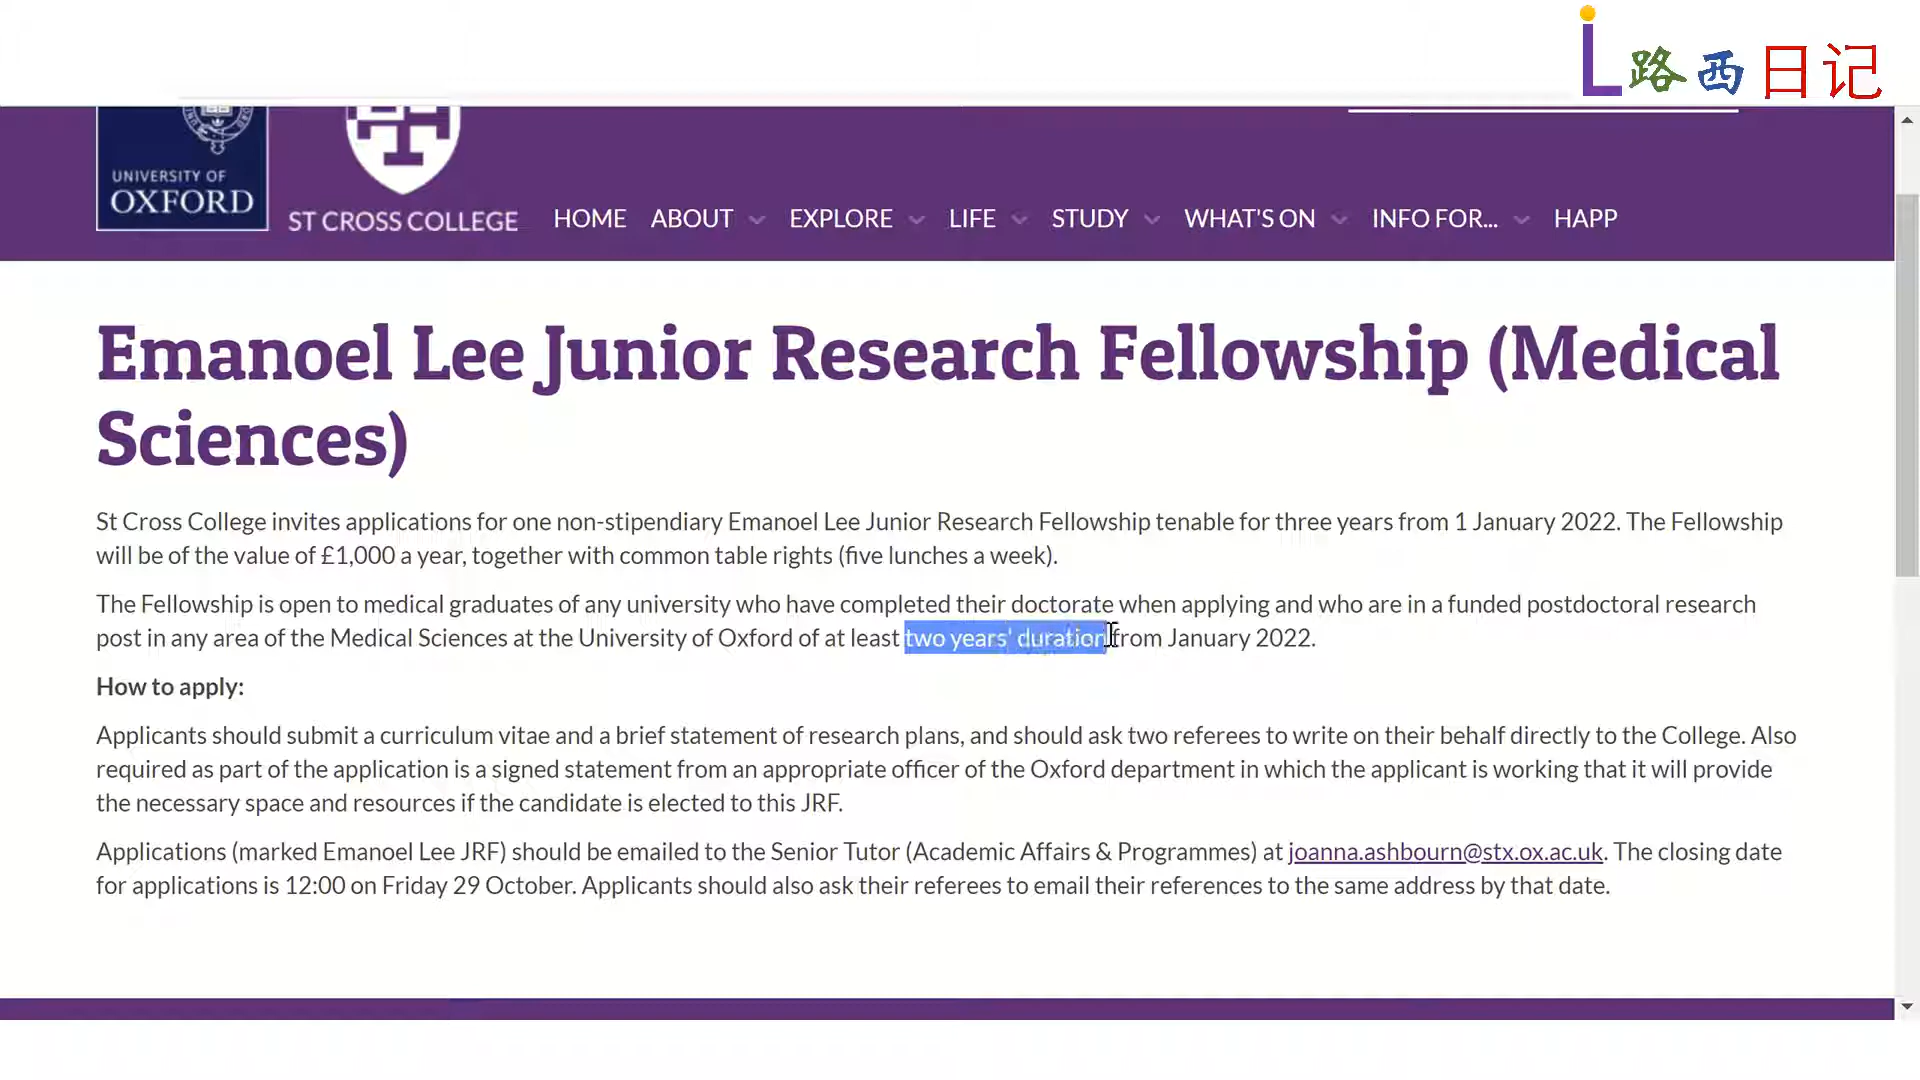 L路西日记
UNIVERSITY OF
OXFORD
ST CROSS COLLEGE
HOME ABOUT EXPLORE LIFE STUDY WHAT'S ON INFO FOR... HAPP
Emanoel Lee Junior Research Fellowship (Medical
Sciences)
St Cross College invites applications for one non-stipendiary Emanoel Lee Junior Research Fellowship tenable for three years from 1 January 2022. The Fellowship
will be of the value of £1,000 a year, together with common table rights (five lunches a week).
The Fellowship is open to medical graduates of any university who have completed their doctorate when applying and who are in a funded postdoctoral research
post in any area of the Medical Sciences at the University of Oxford of at least two years' duration from January 2022.
How to apply:
Applicants should submit a curriculum vitae and a brief statement of research plans, and should ask two referees to write on their behalf directly to the College. Also
required as part of the application is a signed statement from an appropriate officer of the Oxford department in which the applicant is working that it will provide
the necessary space and resources if the candidate is elected to this JRF.
Applications (marked Emanoel Lee JRF) should be emailed to the Senior Tutor (Academic Affairs & Programmes) at joanna.ashbourn@stx.ox.ac.uk. The closing date
for applications is 12:00 on Friday 29 October. Applicants should also ask their referees to email their references to the same address by that date.